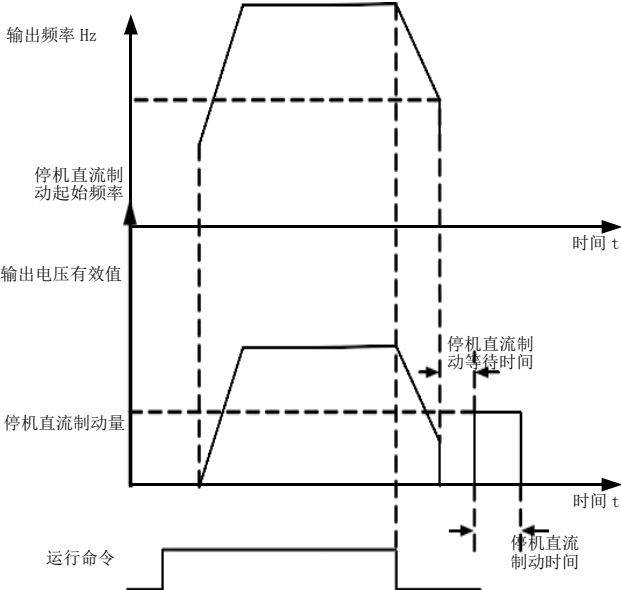 输出频率 Hz
停机直流制
动起始频率
时间 t
输出电压有效值
停机直流制
动等待时间
停机直流制动量
时间 t
停机直流
制动时间
运行命令